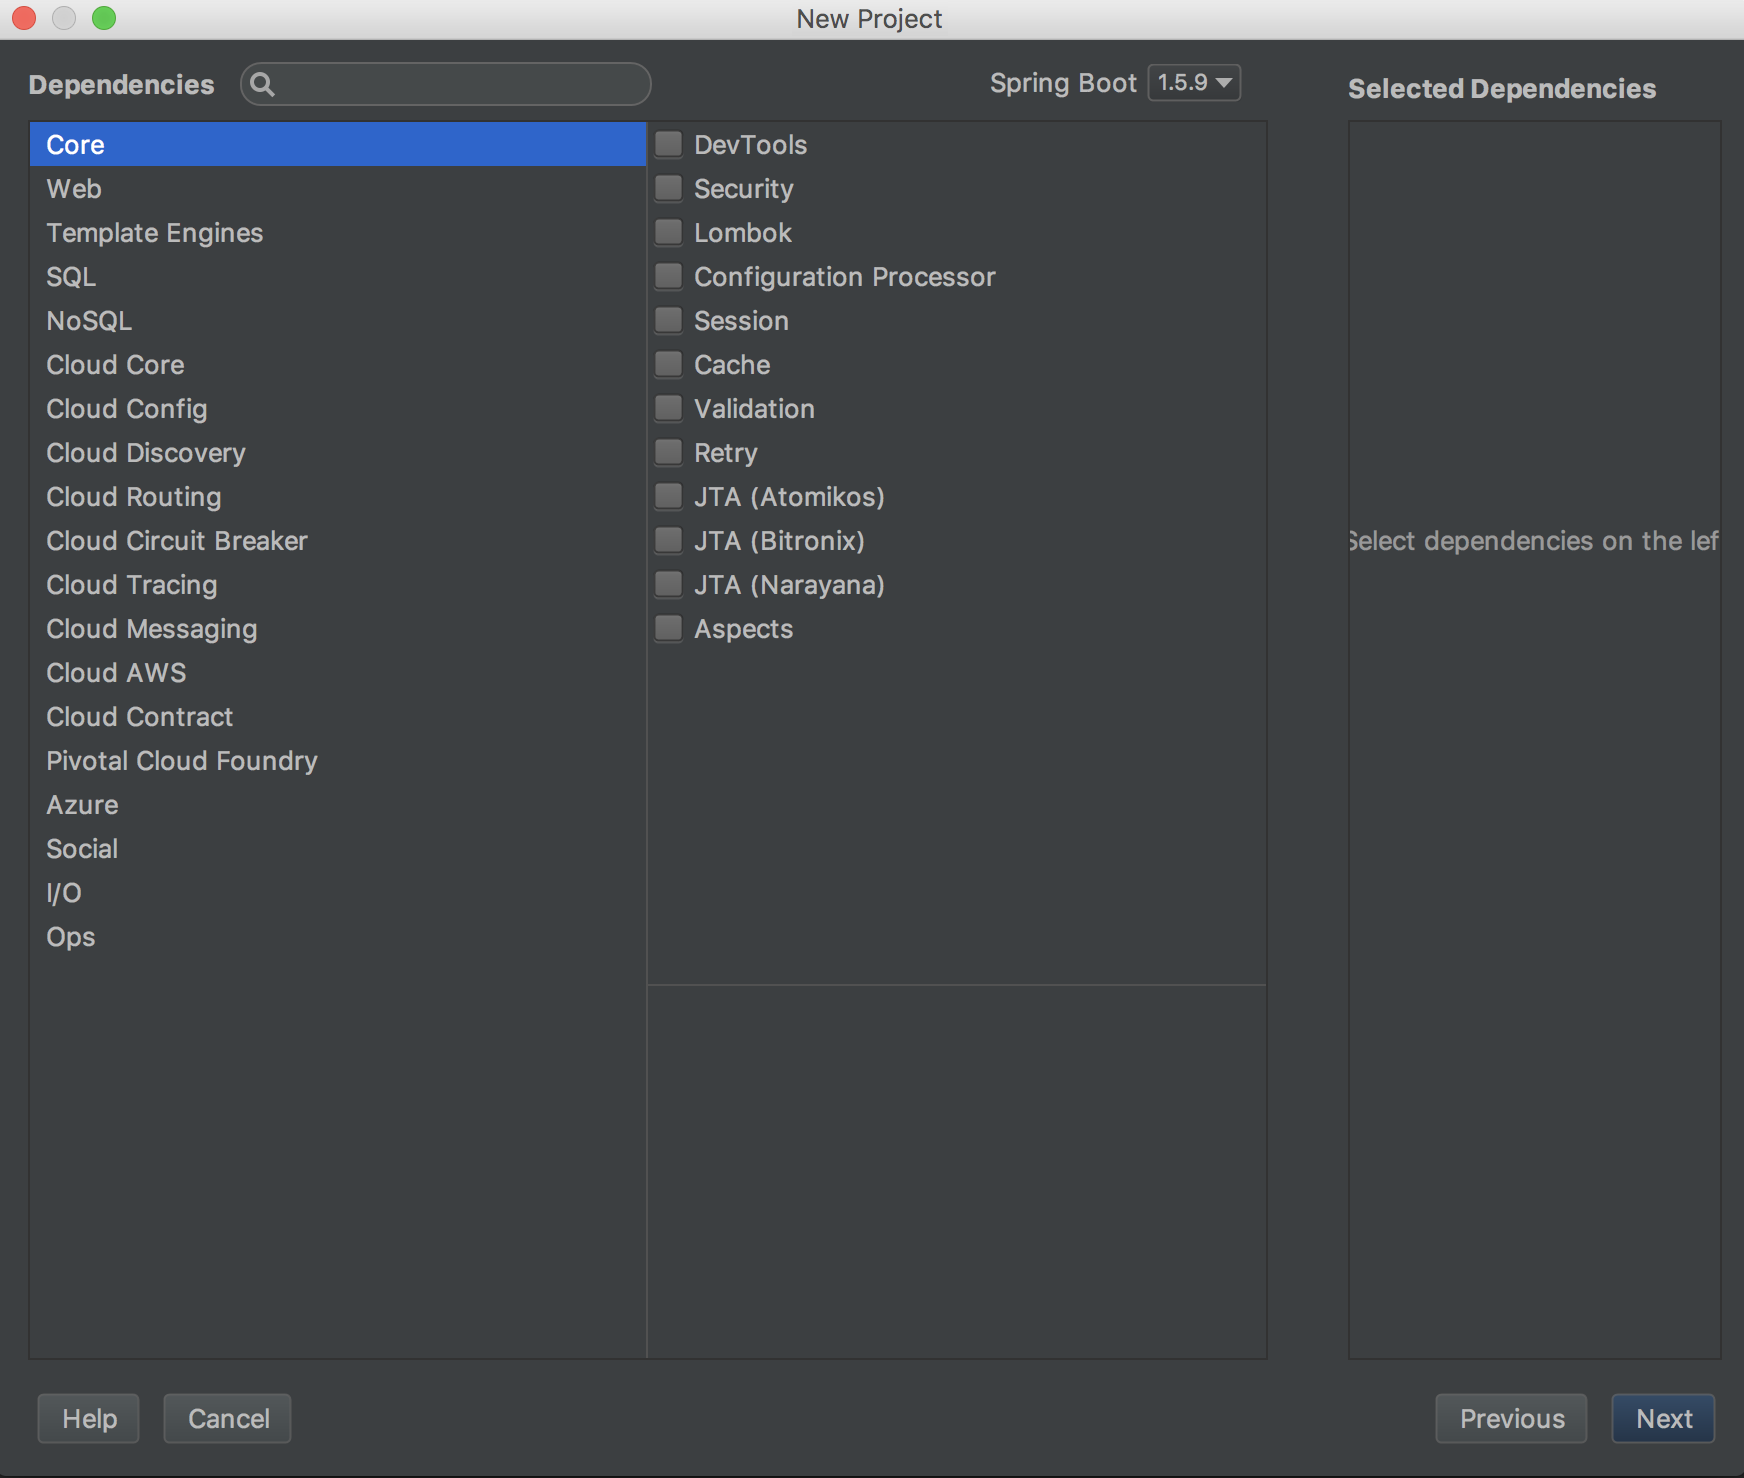 New Project
Dependencies
Spring Boot 1.5.9
Selected Dependencies
Core
Web
Template Engines
SQL
NoSQL
Cloud Core
Cloud Config
Cloud Discovery
Cloud Routing
Cloud Circuit Breaker
Cloud Tracing
Cloud Messaging
Cloud AWS
Cloud Contract
Pivotal Cloud Foundry
Azure
Social
I/O
Ops
DevTools
Security
Lombok
Configuration Processor
Session
Cache
Validation
Retry
JTA (Atomikos)
JTA (Bitronix)
JTA (Narayana)
Aspects
Select dependencies on the lef
Help
Cancel
Previous
Next